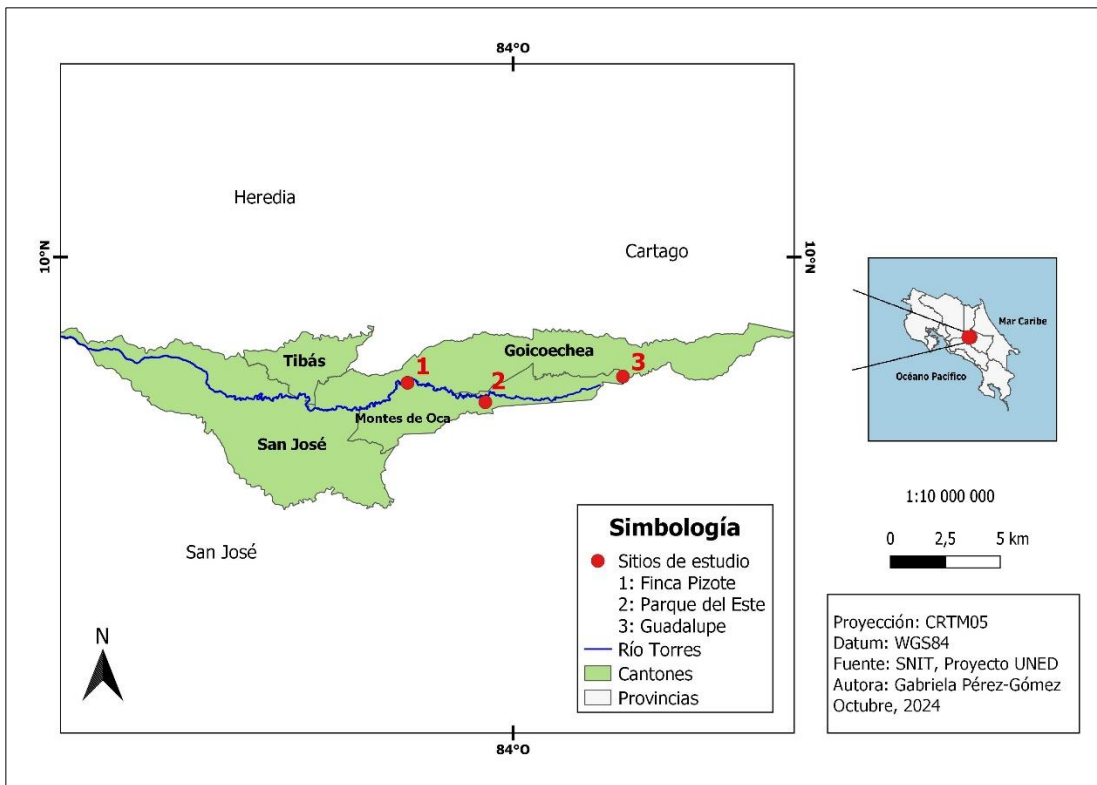 84°O
Heredia
Cartago
10°N
10°N
Mar Caribe
Océano Pacífico
Tibás
Goicoechea
1
2
3
Montes de Oca
San José
San José
1:10 000 000
0 2,5 5 km
Simbología
Sitios de estudio
1: Finca Pizote
2: Parque del Este
3: Guadalupe
Río Torres
Cantones
Provincias
N
Proyección: CRTM05
Datum: WGS84
Fuente: SNIT, Proyecto UNED
Autora: Gabriela Pérez-Gómez
Octubre, 2024
84°O